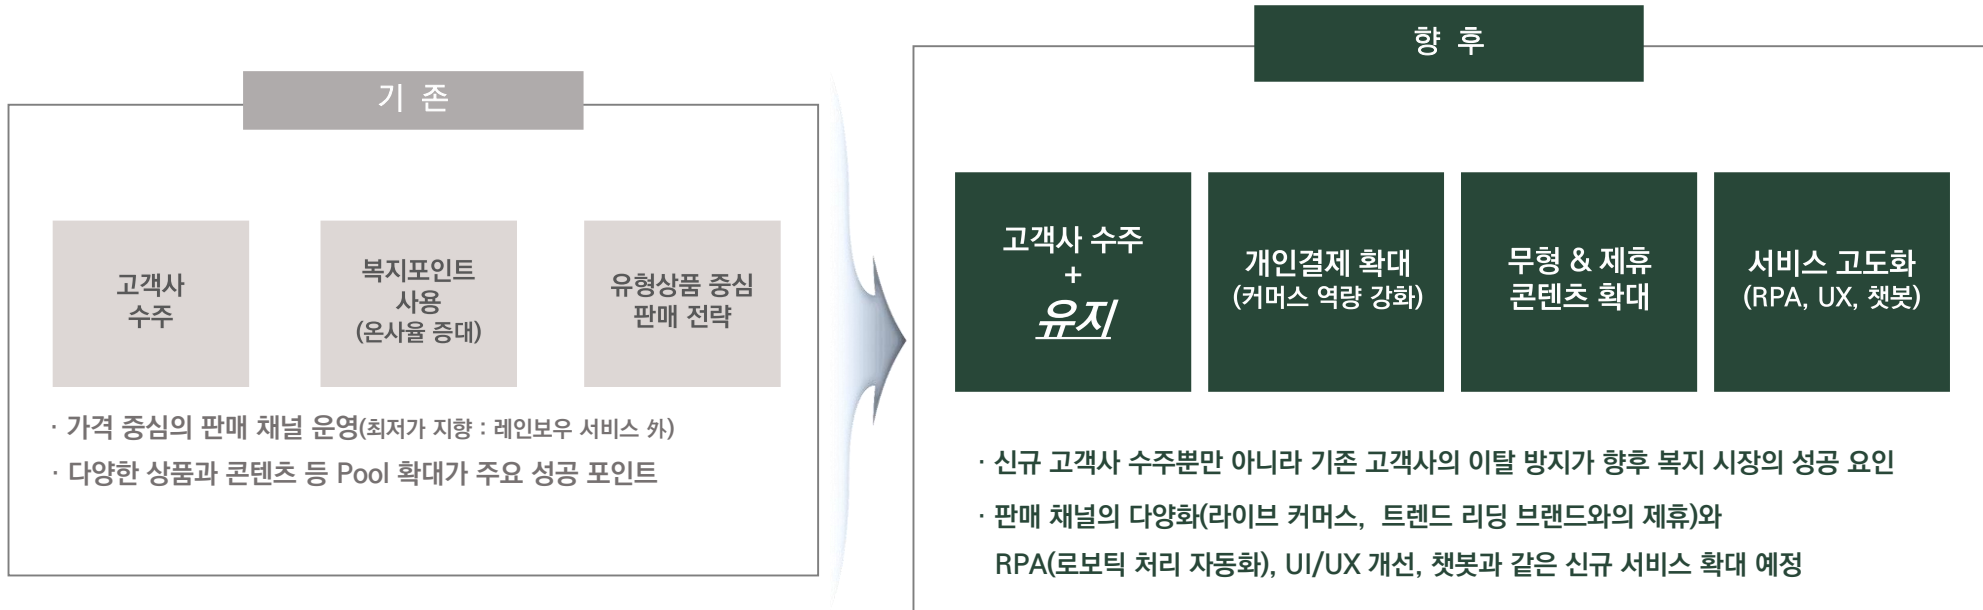 기 존
고객사
수주
복지포인트
사용
(온사율 증대)
유형상품 중심
판매 전략
· 가격 중심의 판매 채널 운영(최저가 지향 : 레인보우 서비스 外)
· 다양한 상품과 콘텐츠 등 Pool 확대가 주요 성공 포인트
향 후
고객사 수주
+
유지
개인결제 확대
(커머스 역량 강화)
무형 & 제휴
콘텐츠 확대
서비스 고도화
(RPA, UX, 챗봇)
· 신규 고객사 수주뿐만 아니라 기존 고객사의 이탈 방지가 향후 복지 시장의 성공 요인
· 판매 채널의 다양화(라이브 커머스, 트렌드 리딩 브랜드와의 제휴)와
RPA(로보틱 처리 자동화), UI/UX 개선, 챗봇과 같은 신규 서비스 확대 예정